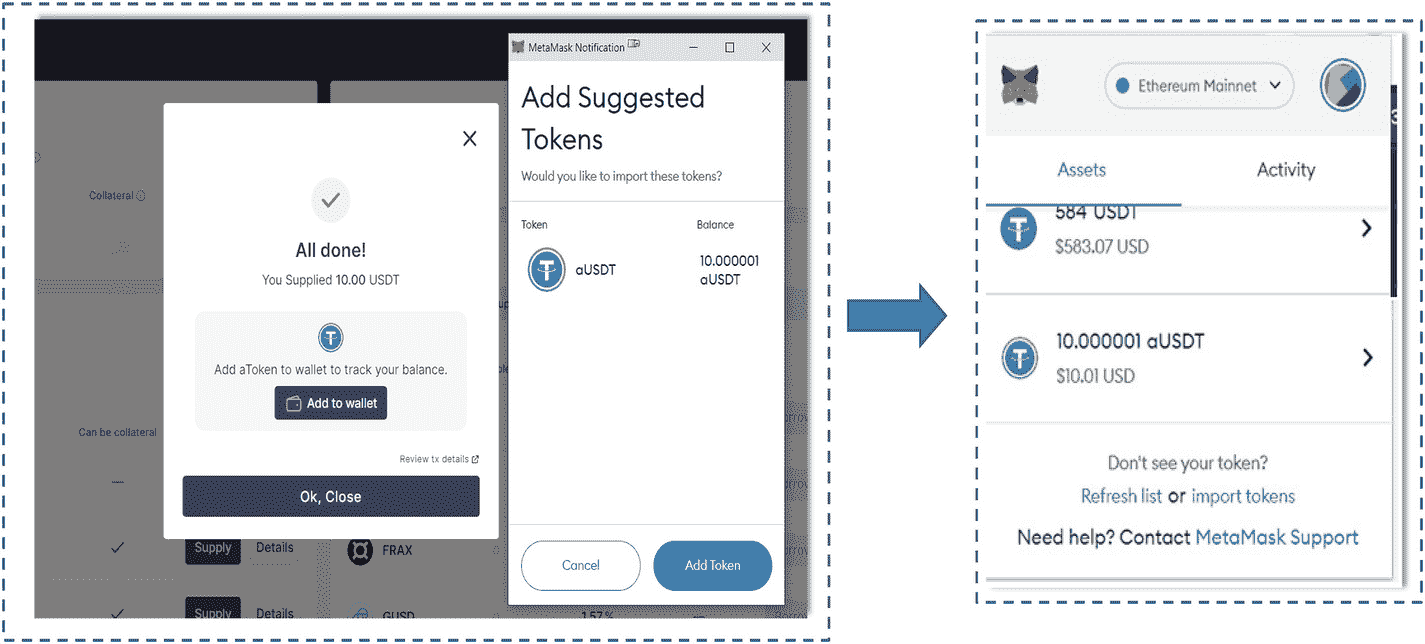 MetaMask Notification
Add Suggested
Tokens
Would you like to import these tokens?
Token Balance
aUSDT
10.000001
aUSDT
Collateral
All done!
You Supplied 10.00 USDT
Add aToken to wallet to track your balance.
Add to wallet
Can be collateral
Review tx details
Ok, Close
Supply Details
FRAX
Supply Details
GUSD
1.57%
Cancel
Add Token
Ethereum Mainnet
Assets
Activity
584 USDT
$583.07 USD
10.000001 aUSDT
$10.01 USD
Don't see your token?
Refresh list or import tokens
Need help? Contact MetaMask Support